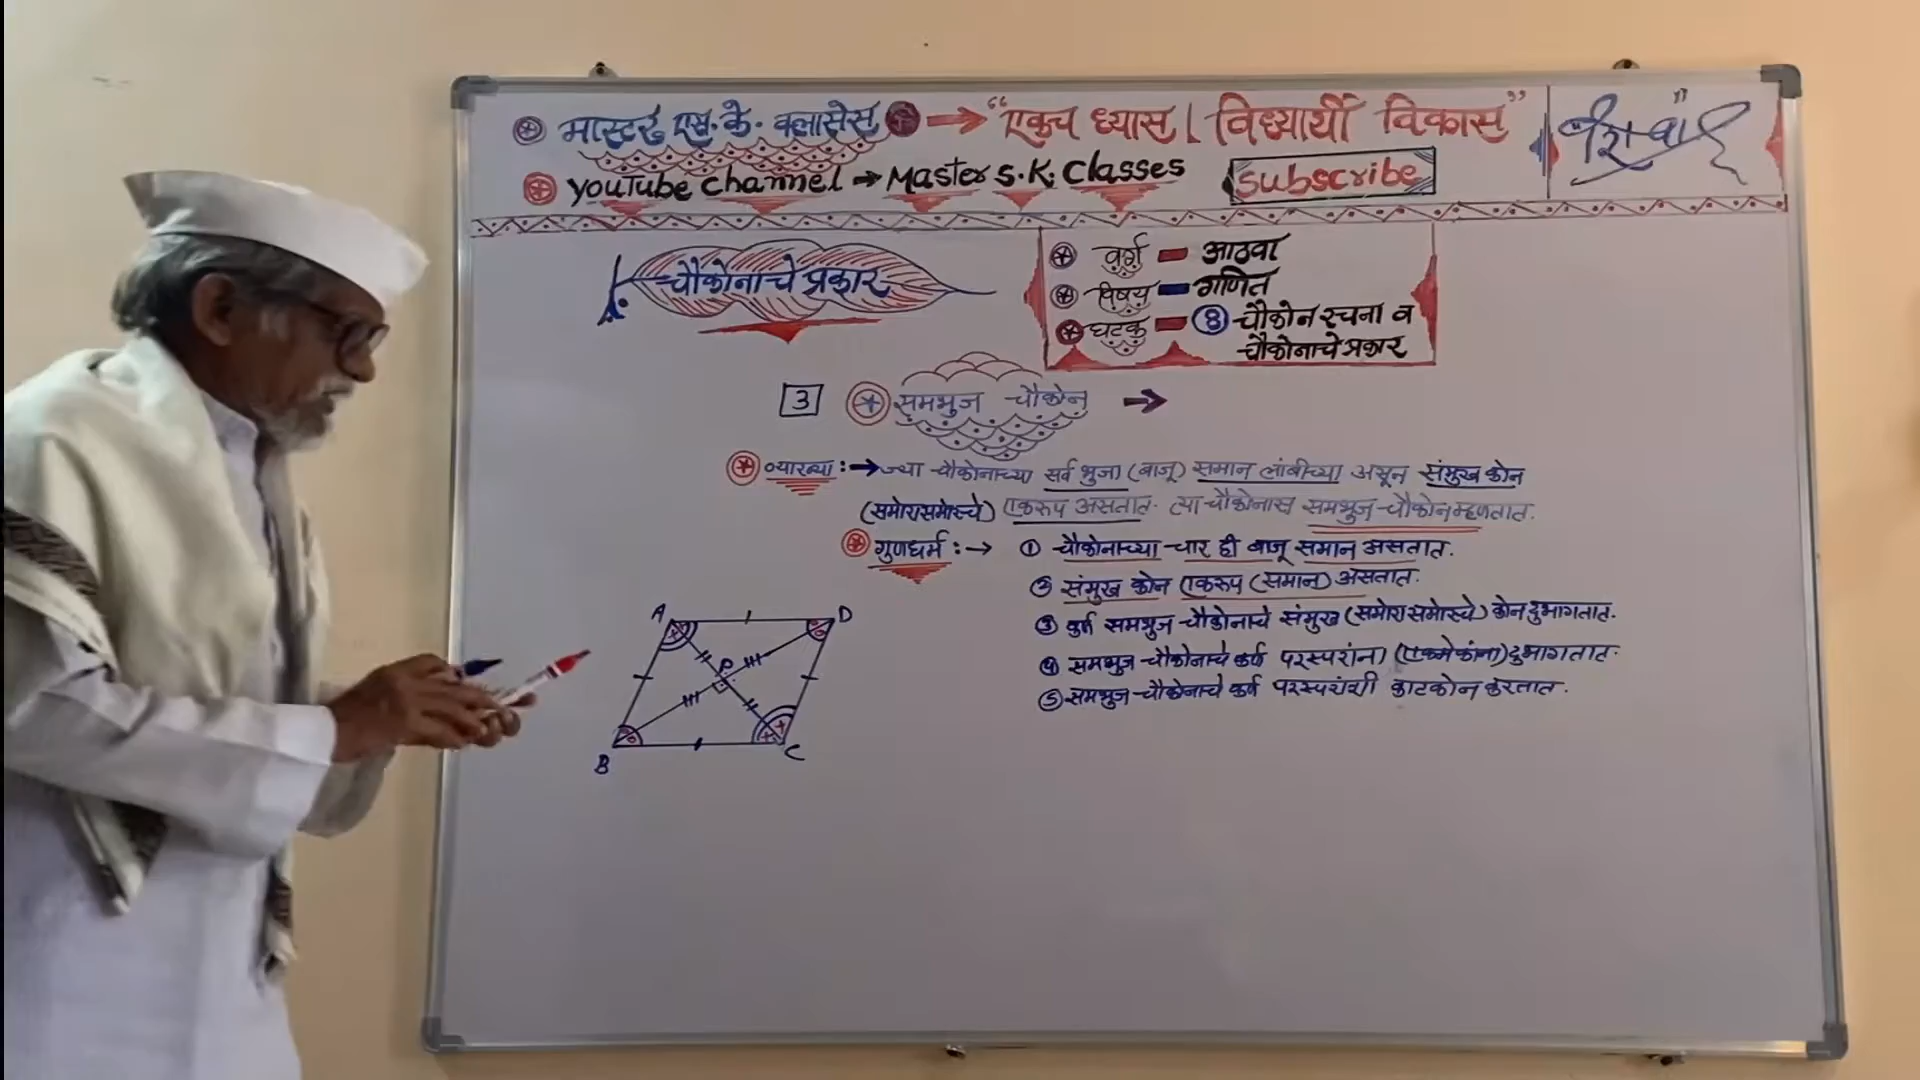 मास्टर एस.के. क्लासेस → "एकच ध्यास । विद्यार्थी विकास"
YouTube Channel → Master S.K. Classes Subscribe
चौकोनाचे प्रकार
वर्ग - आठवा
विषय - गणित
घटक - 8 चौकोन रचना व
चौकोनाचे प्रकार
3 समभुज चौकोन →
व्याख्या :→ ज्या चौकोनाच्या सर्व भुजा (बाजू) समान लांबीच्या असून संमुख कोन
(समोरासमोरचे) एकरूप असतात. त्या चौकोनास समभुज चौकोन म्हणतात.
गुणधर्म :→ ① चौकोनाच्या चार ही बाजू समान असतात.
② संमुख कोन एकरूप (समान) असतात.
③ कर्ण समभुज चौकोनाचे संमुख (समोरासमोरचे) कोन दुभागतात.
④ समभुज चौकोनाचे कर्ण परस्परांना (एकमेकांना) दुभागतात.
⑤ समभुज चौकोनाचे कर्ण परस्परांशी काटकोन करतात.
A D
P
B C